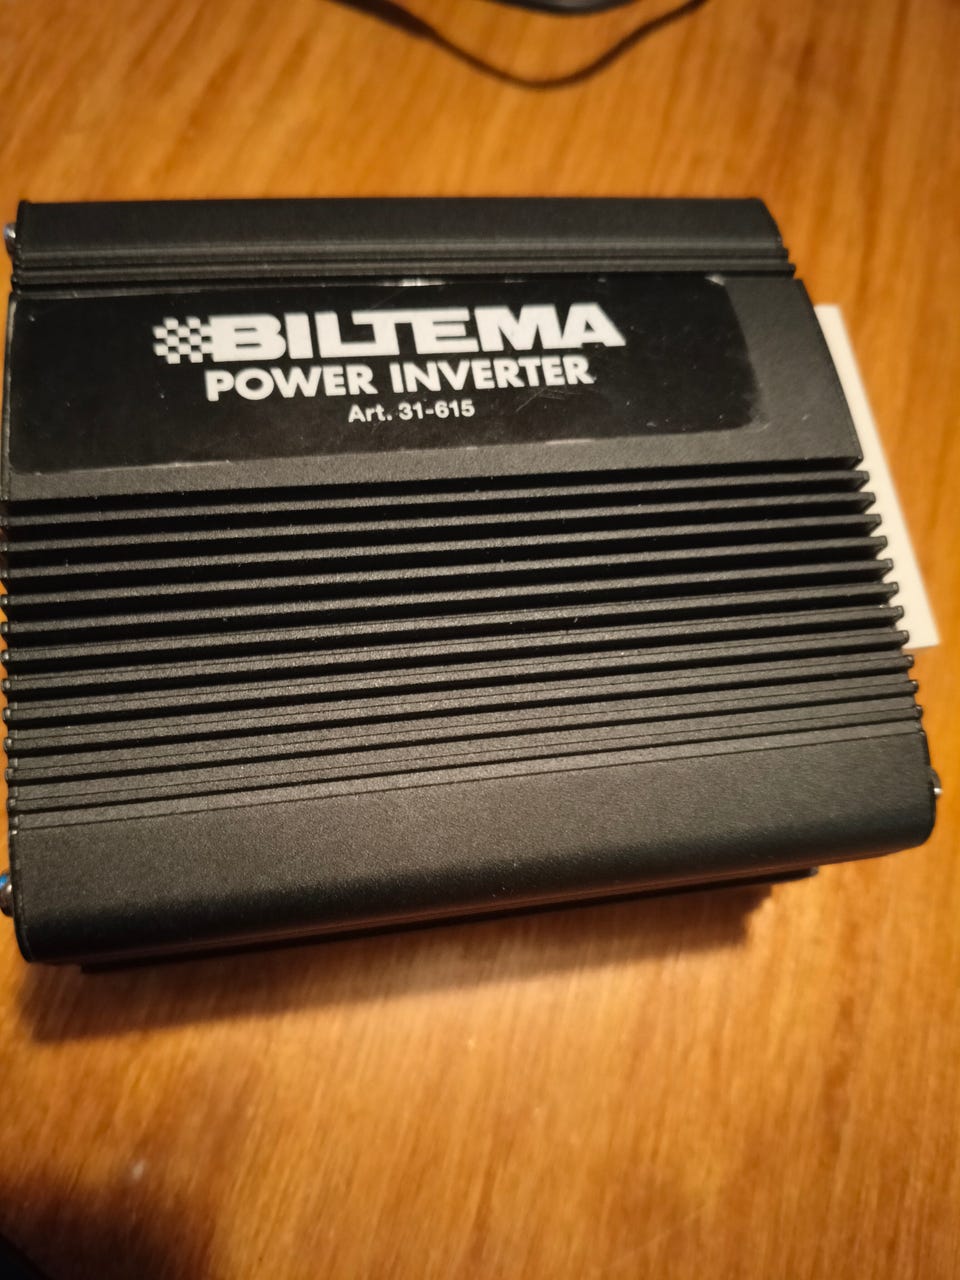 BILTEMA
POWER INVERTER
Art. 31-615